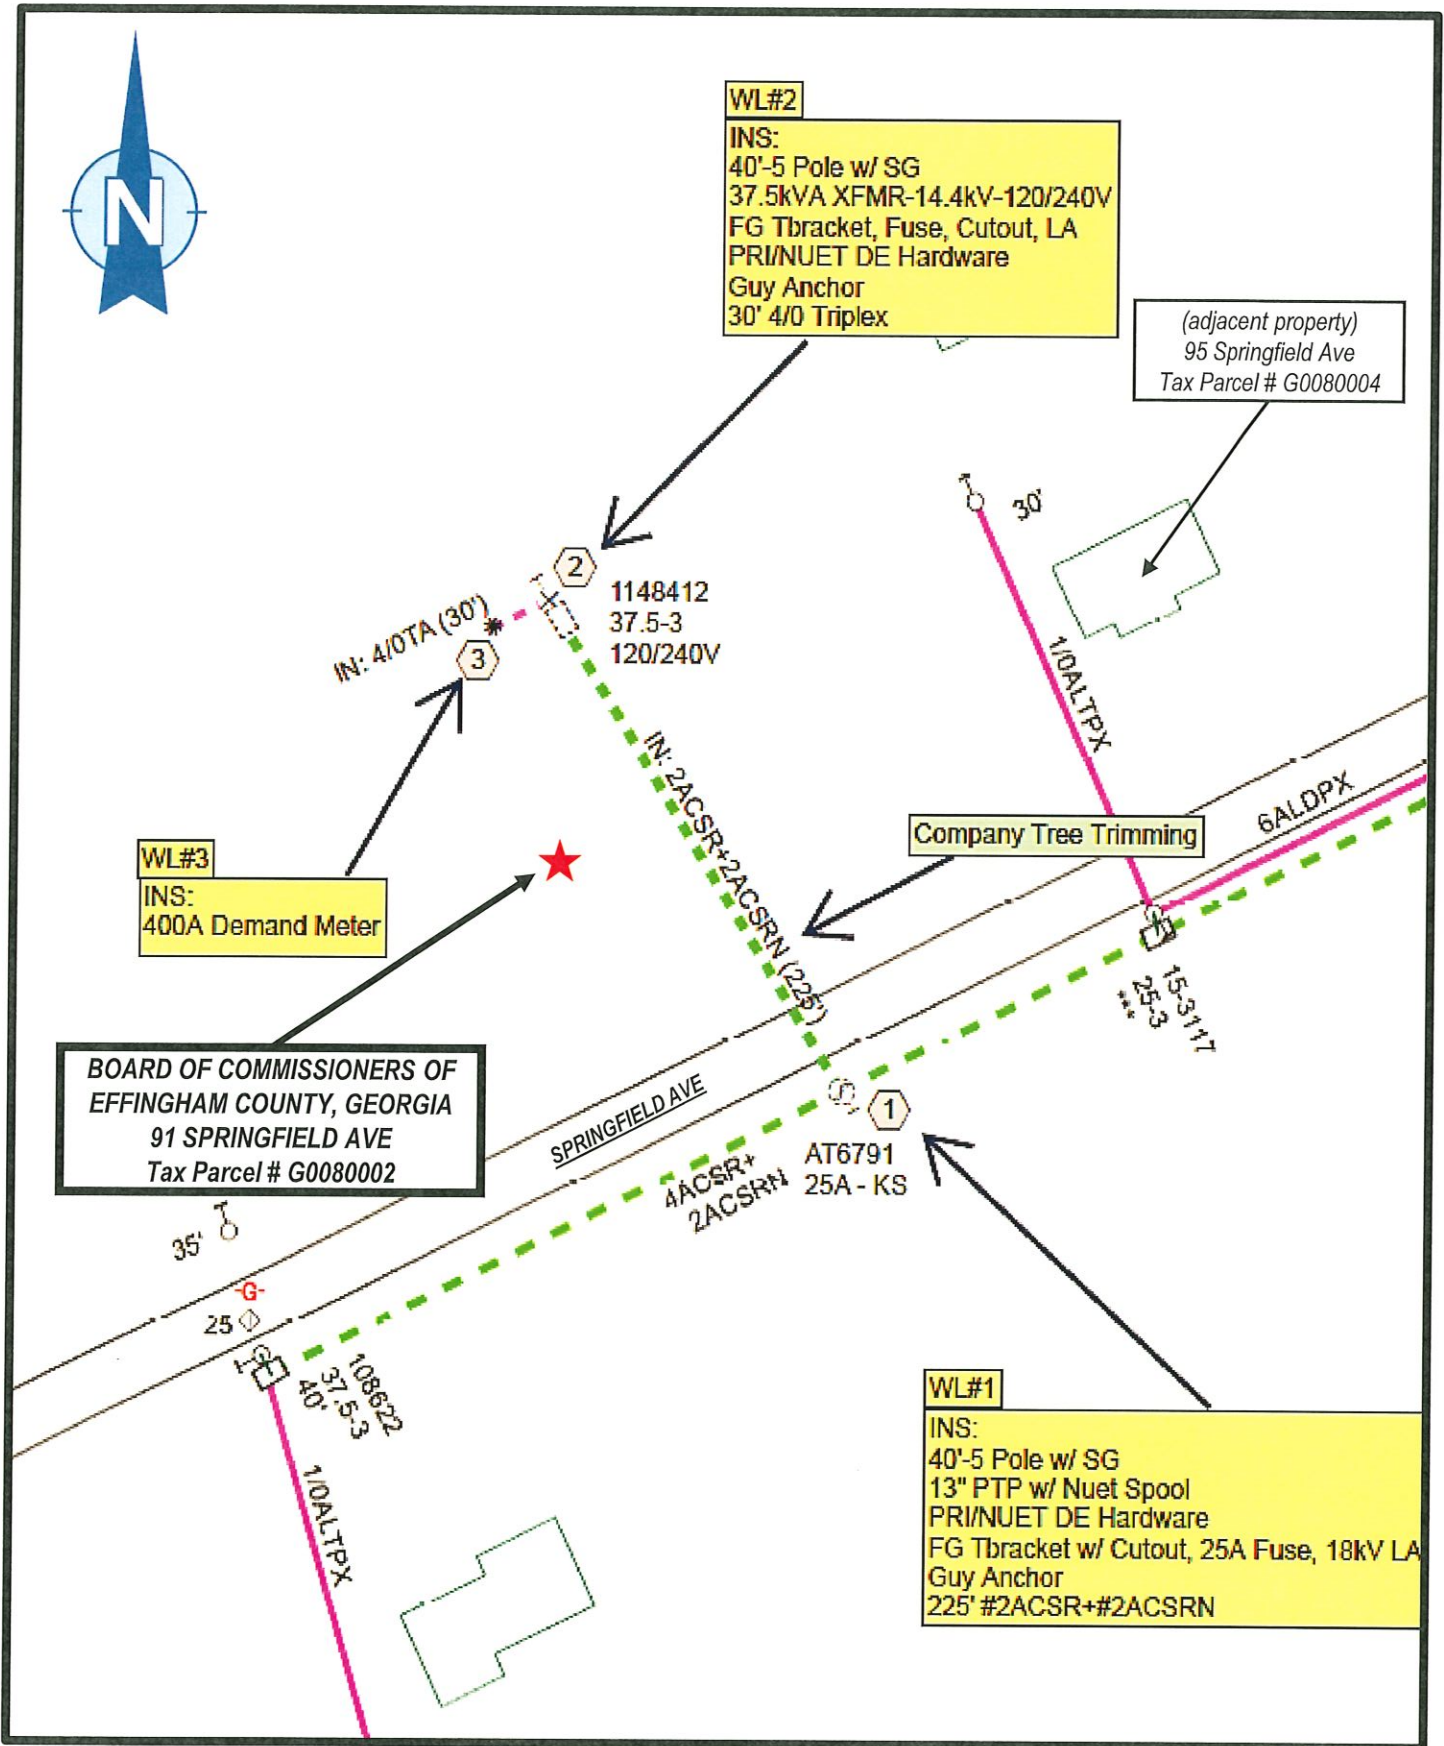 N
WL#2
INS:
40'-5 Pole w/ SG
37.5kVA XFMR-14.4kV-120/240V
FG Tbracket, Fuse, Cutout, LA
PRI/NUET DE Hardware
Guy Anchor
30' 4/0 Triplex
(adjacent property)
95 Springfield Ave
Tax Parcel # G0080004
30'
2
1148412
37.5-3
120/240V
IN: 4/0TA (30')
3
1/0ALTPX
IN: 2ACSR+2ACSRN (225')
6ALDPX
Company Tree Trimming
WL#3
INS:
400A Demand Meter
15-3117
25-3
***
BOARD OF COMMISSIONERS OF
EFFINGHAM COUNTY, GEORGIA
91 SPRINGFIELD AVE
Tax Parcel # G0080002
SPRINGFIELD AVE
1
AT6791
25A - KS
4ACSR+
2ACSRN
35'
-G-
25
108622
37.5-3
40'
1/0ALTPX
WL#1
INS:
40'-5 Pole w/ SG
13" PTP w/ Nuet Spool
PRI/NUET DE Hardware
FG Tbracket w/ Cutout, 25A Fuse, 18kV LA
Guy Anchor
225' #2ACSR+#2ACSRN